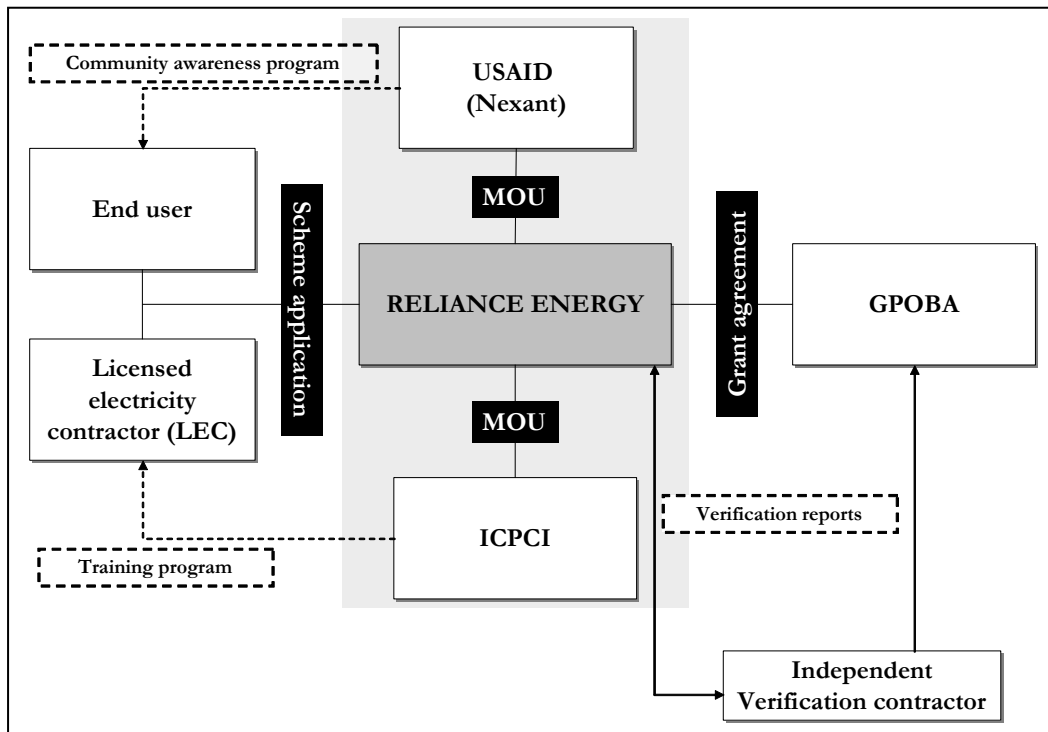 Community awareness program
USAID
(Nexant)
End user
MOU
Scheme application
RELIANCE ENERGY
Grant agreement
GPOBA
Licensed
electricity
contractor (LEC)
MOU
Verification reports
ICPCI
Training program
Independent
Verification contractor